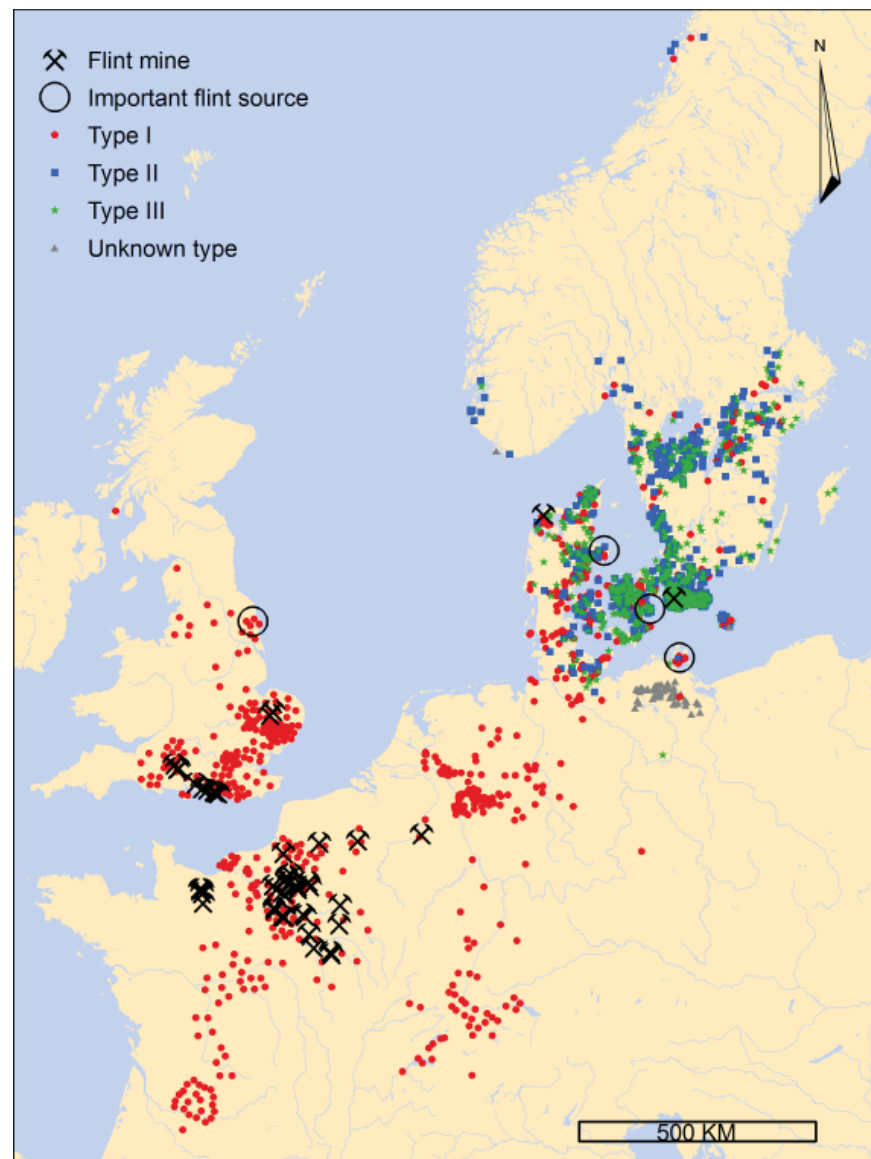 Flint mine
Important flint source
Type I
Type II
Type III
Unknown type
N
500 KM